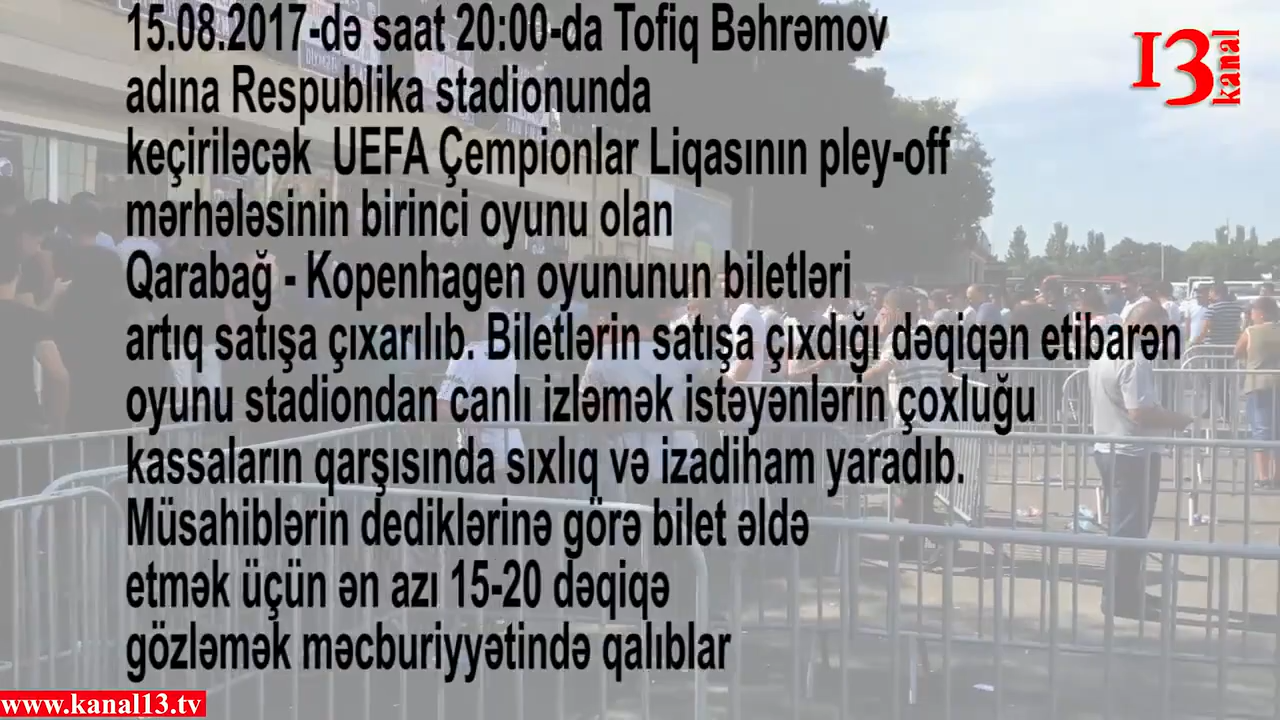 15.08.2017-də saat 20:00-da Tofiq Bəhrəmov
adına Respublika stadionunda
keçiriləcək UEFA Çempionlar Liqasının pley-off
mərhələsinin birinci oyunu olan
Qarabağ - Kopenhagen oyununun biletləri
artıq satışa çıxarılıb. Biletlərin satışa çıxdığı dəqiqən etibarən
oyunu stadiondan canlı izləmək istəyənlərin çoxluğu
kassaların qarşısında sıxlıq və izadiham yaradıb.
Müsahiblərin dediklərinə görə bilet əldə
etmək üçün ən azı 15-20 dəqiqə
gözləmək məcburiyyətində qalıblar
13 kanal
www.kanal13.tv